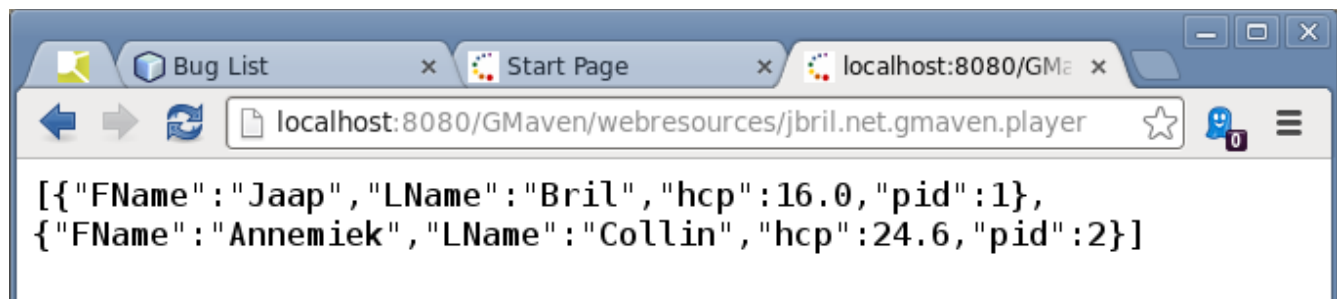 Bug List
Start Page
localhost:8080/GMa
localhost:8080/GMaven/webresources/jbril.net.gmaven.player
0
[{"FName":"Jaap","LName":"Bril","hcp":16.0,"pid":1},
{"FName":"Annemiek","LName":"Collin","hcp":24.6,"pid":2}]